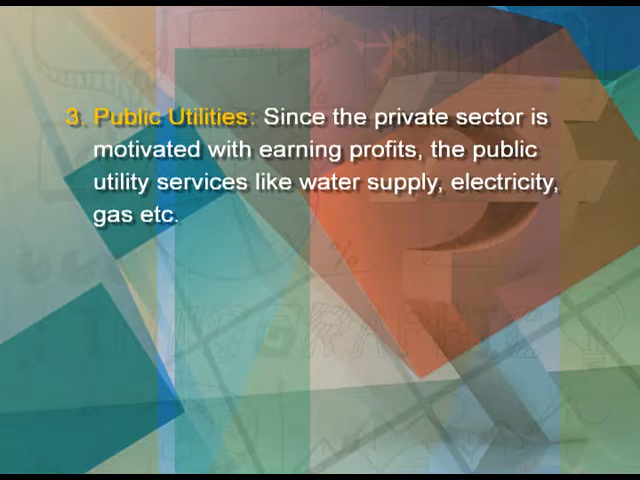 3. Public Utilities: Since the private sector is
motivated with earning profits, the public
utility services like water supply, electricity,
gas etc.